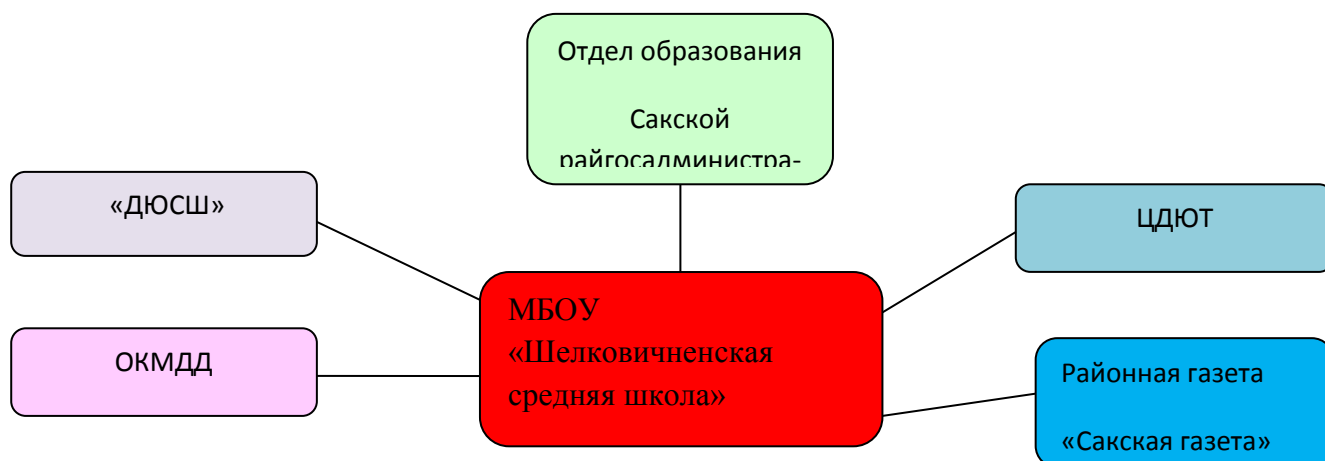 Отдел образования
Сакской
райгосадминистра-
«ДЮСШ»
ЦДЮТ
МБОУ
«Шелковичненская
средняя школа»
ОКМДД
Районная газета
«Сакская газета»